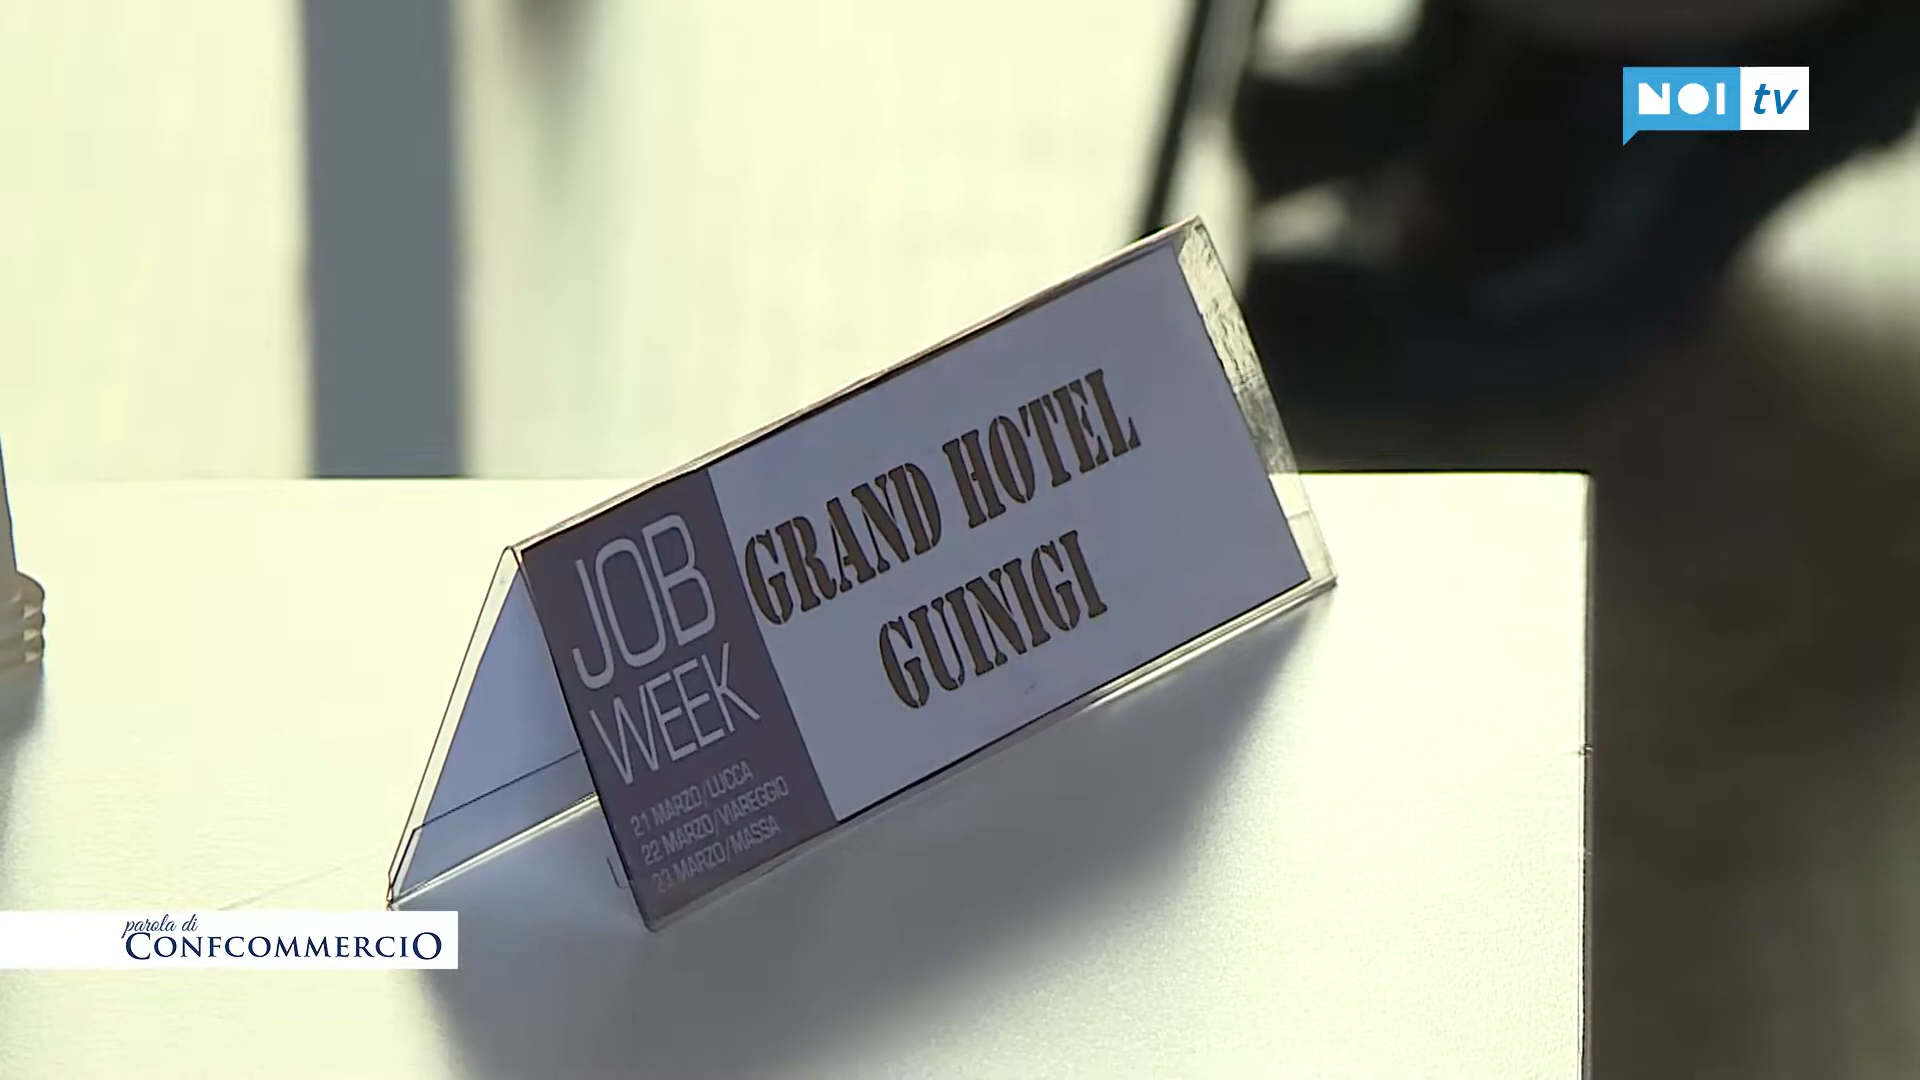 NOI tv
GRAND HOTEL
GUINIGI
JOB
WEEK
21 MARZO/LUCCA
22 MARZO/VIAREGGIO
23 MARZO/MASSA
parola di
CONFCOMMERCIO